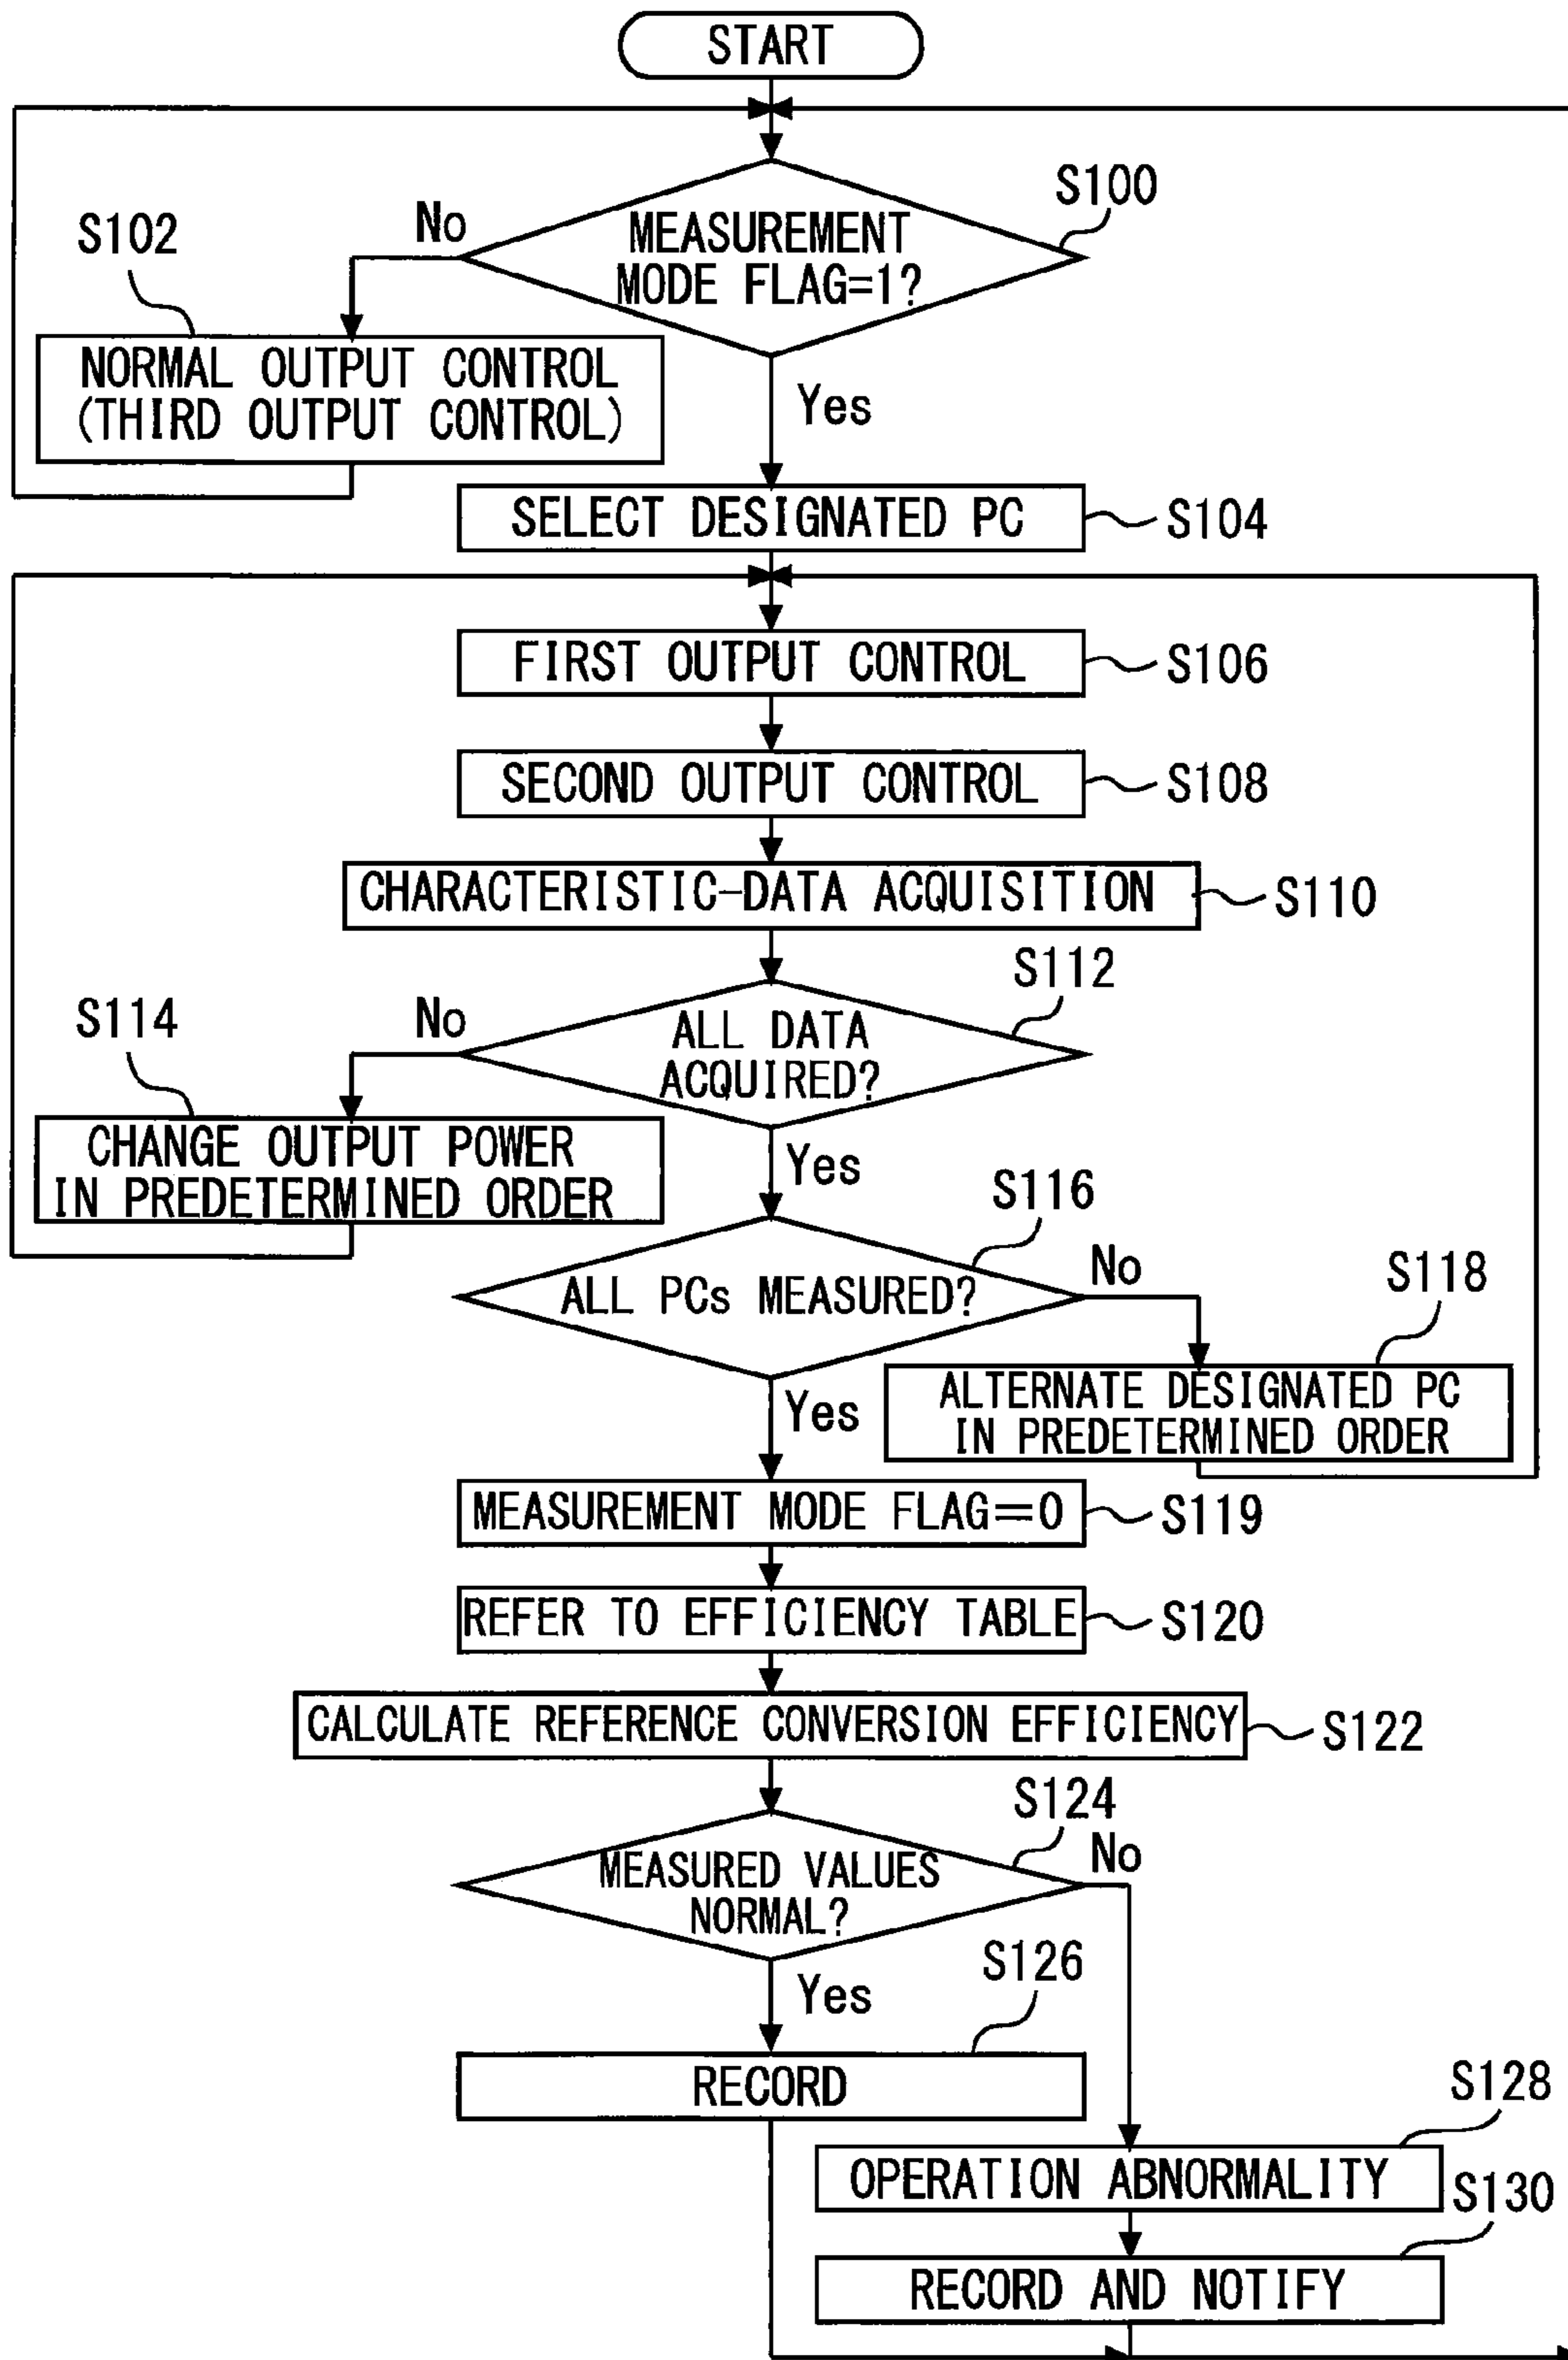 START
S100
MEASUREMENT
MODE FLAG=1?
No
S102
NORMAL OUTPUT CONTROL
(THIRD OUTPUT CONTROL)
Yes
SELECT DESIGNATED PC
S104
FIRST OUTPUT CONTROL
S106
SECOND OUTPUT CONTROL
S108
CHARACTERISTIC-DATA ACQUISITION
S110
S112
ALL DATA
ACQUIRED?
No
S114
CHANGE OUTPUT POWER
IN PREDETERMINED ORDER
Yes
S116
ALL PCs MEASURED?
No
S118
ALTERNATE DESIGNATED PC
IN PREDETERMINED ORDER
Yes
MEASUREMENT MODE FLAG=0
S119
REFER TO EFFICIENCY TABLE
S120
CALCULATE REFERENCE CONVERSION EFFICIENCY
S122
S124
MEASURED VALUES
NORMAL?
No
Yes
S126
RECORD
S128
OPERATION ABNORMALITY
S130
RECORD AND NOTIFY